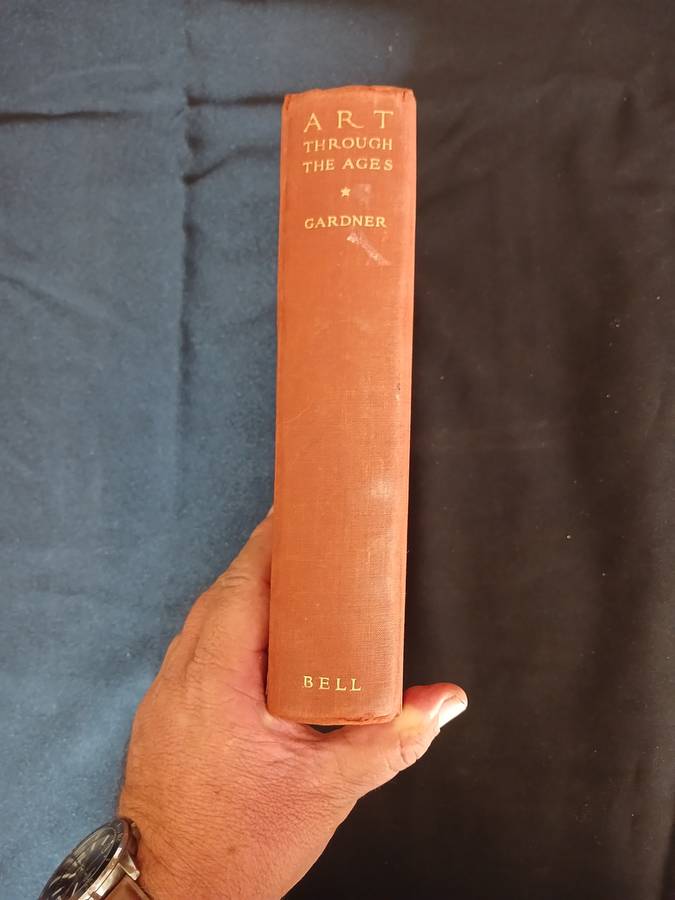 ART
THROUGH
THE AGES
GARDNER
BELL